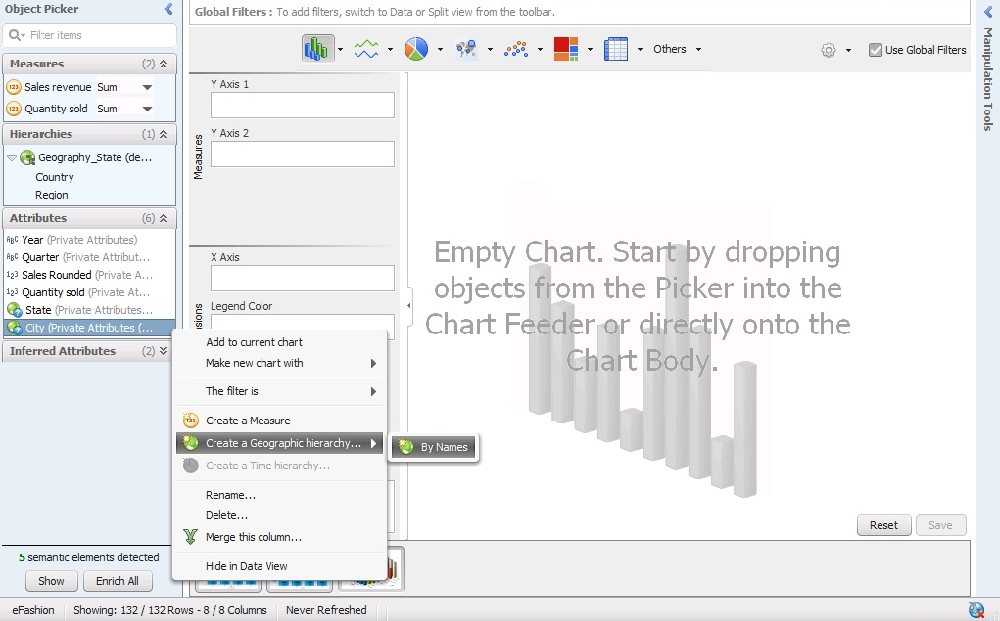 Object Picker
Filter items
Measures (2)
123 Sales revenue Sum
123 Quantity sold Sum
Hierarchies (1)
Geography_State (de...
Country
Region
Attributes (6)
ABC Year (Private Attributes)
ABC Quarter (Private Attribut...
123 Sales Rounded (Private A...
123 Quantity sold (Private At...
State (Private Attributes...
City (Private Attributes (...
Inferred Attributes (2)
5 semantic elements detected
Show Enrich All
Global Filters : To add filters, switch to Data or Split view from the toolbar.
Others
Use Global Filters
Manipulation Tools
Measures
Y Axis 1
Y Axis 2
X Axis
Legend Color
Empty Chart. Start by dropping
objects from the Picker into the
Chart Feeder or directly onto the
Chart Body.
Add to current chart
Make new chart with
The filter is
123 Create a Measure
Create a Geographic hierarchy...
By Names
Create a Time hierarchy...
Rename...
Delete...
Merge this column...
Hide in Data View
Reset Save
eFashion Showing: 132 / 132 Rows - 8 / 8 Columns Never Refreshed